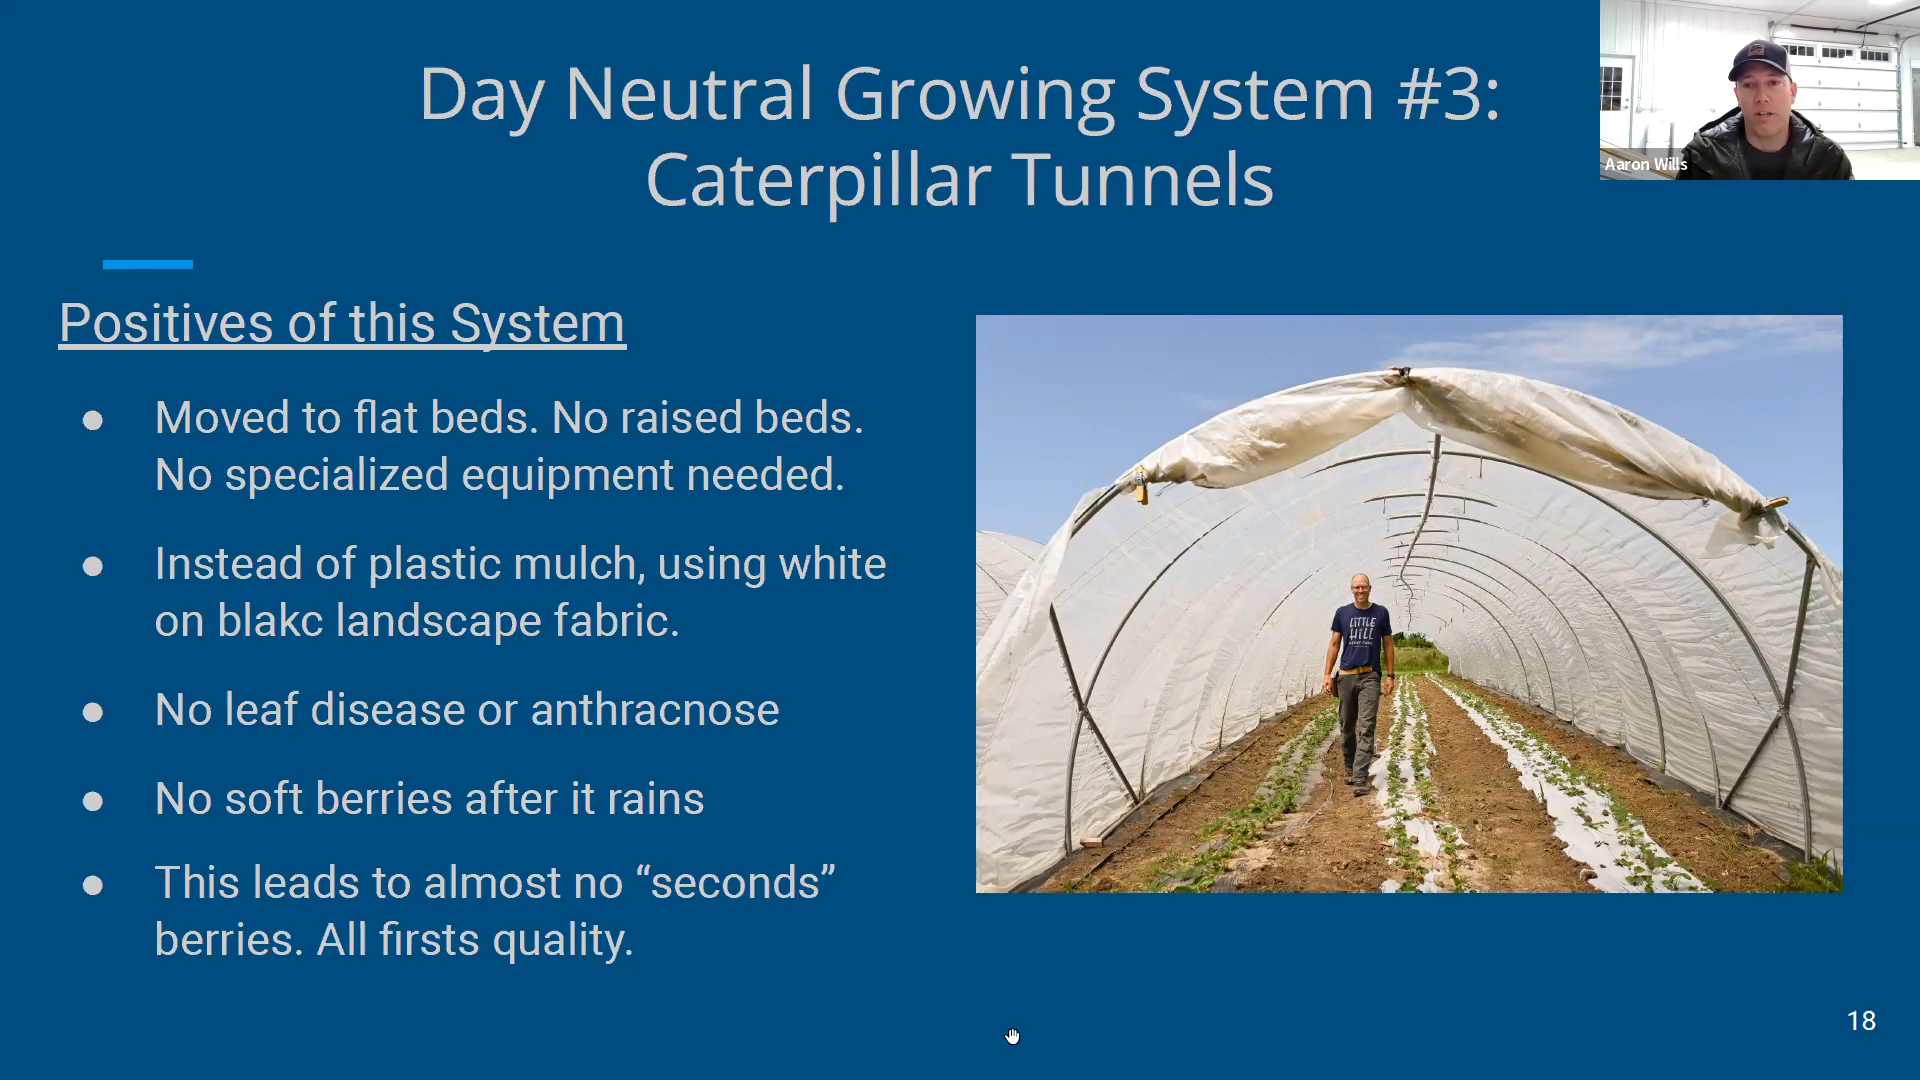 Day Neutral Growing System #3:
Caterpillar Tunnels
Aaron Wills
Positives of this System
● Moved to flat beds. No raised beds.
No specialized equipment needed.
● Instead of plastic mulch, using white
on blakc landscape fabric.
● No leaf disease or anthracnose
● No soft berries after it rains
● This leads to almost no “seconds”
berries. All firsts quality.
LITTLE
HILL
18